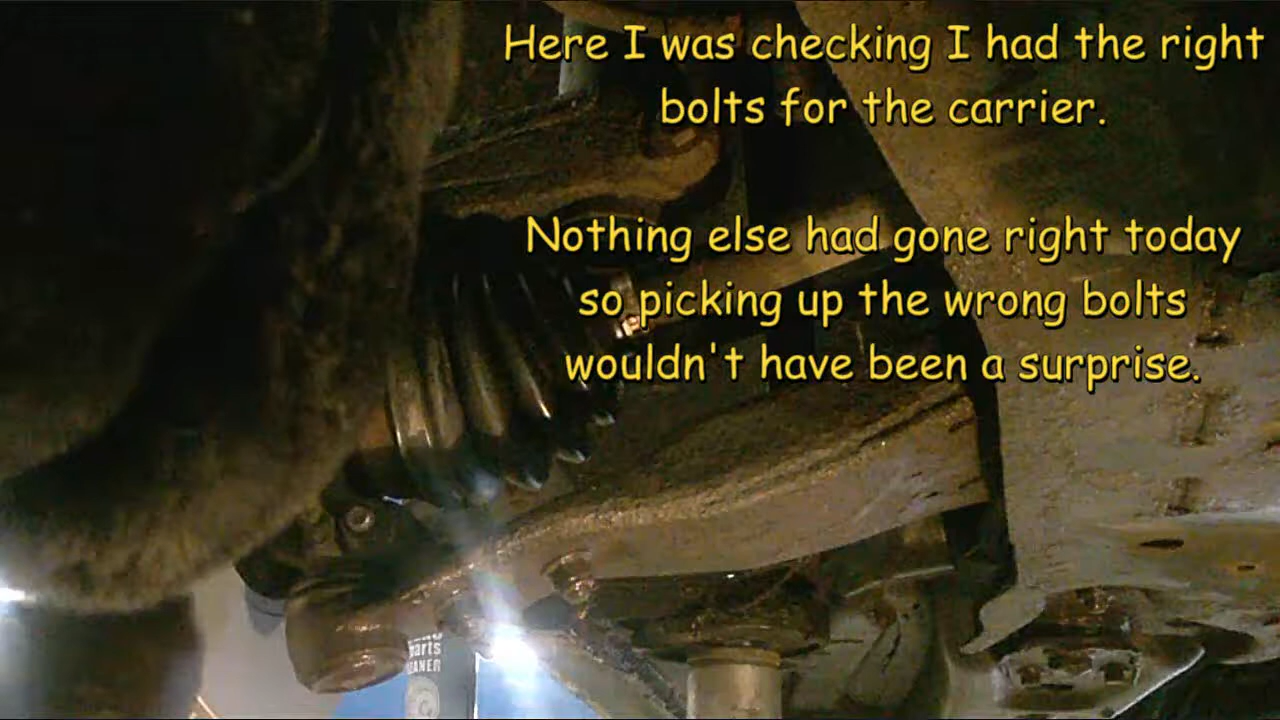 Here I was checking I had the right
bolts for the carrier.
Nothing else had gone right today
so picking up the wrong bolts
wouldn't have been a surprise.
parts